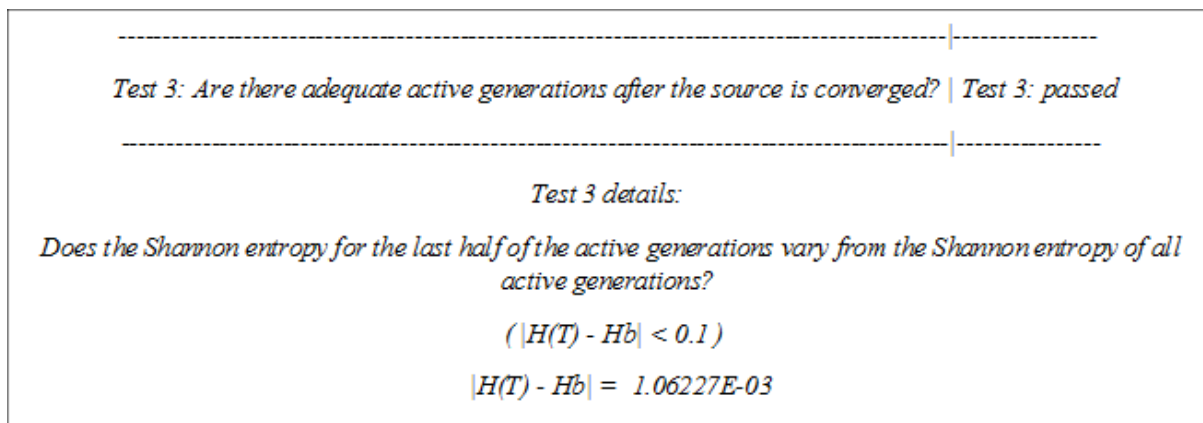 -----------------------------------------------------------------------------------------------|----------------
Test 3: Are there adequate active generations after the source is converged? | Test 3: passed
-----------------------------------------------------------------------------------------------|----------------
Test 3 details:
Does the Shannon entropy for the last half of the active generations vary from the Shannon entropy of all
active generations?
( |H(T) - Hb| < 0.1 )
|H(T) - Hb| = 1.06227E-03